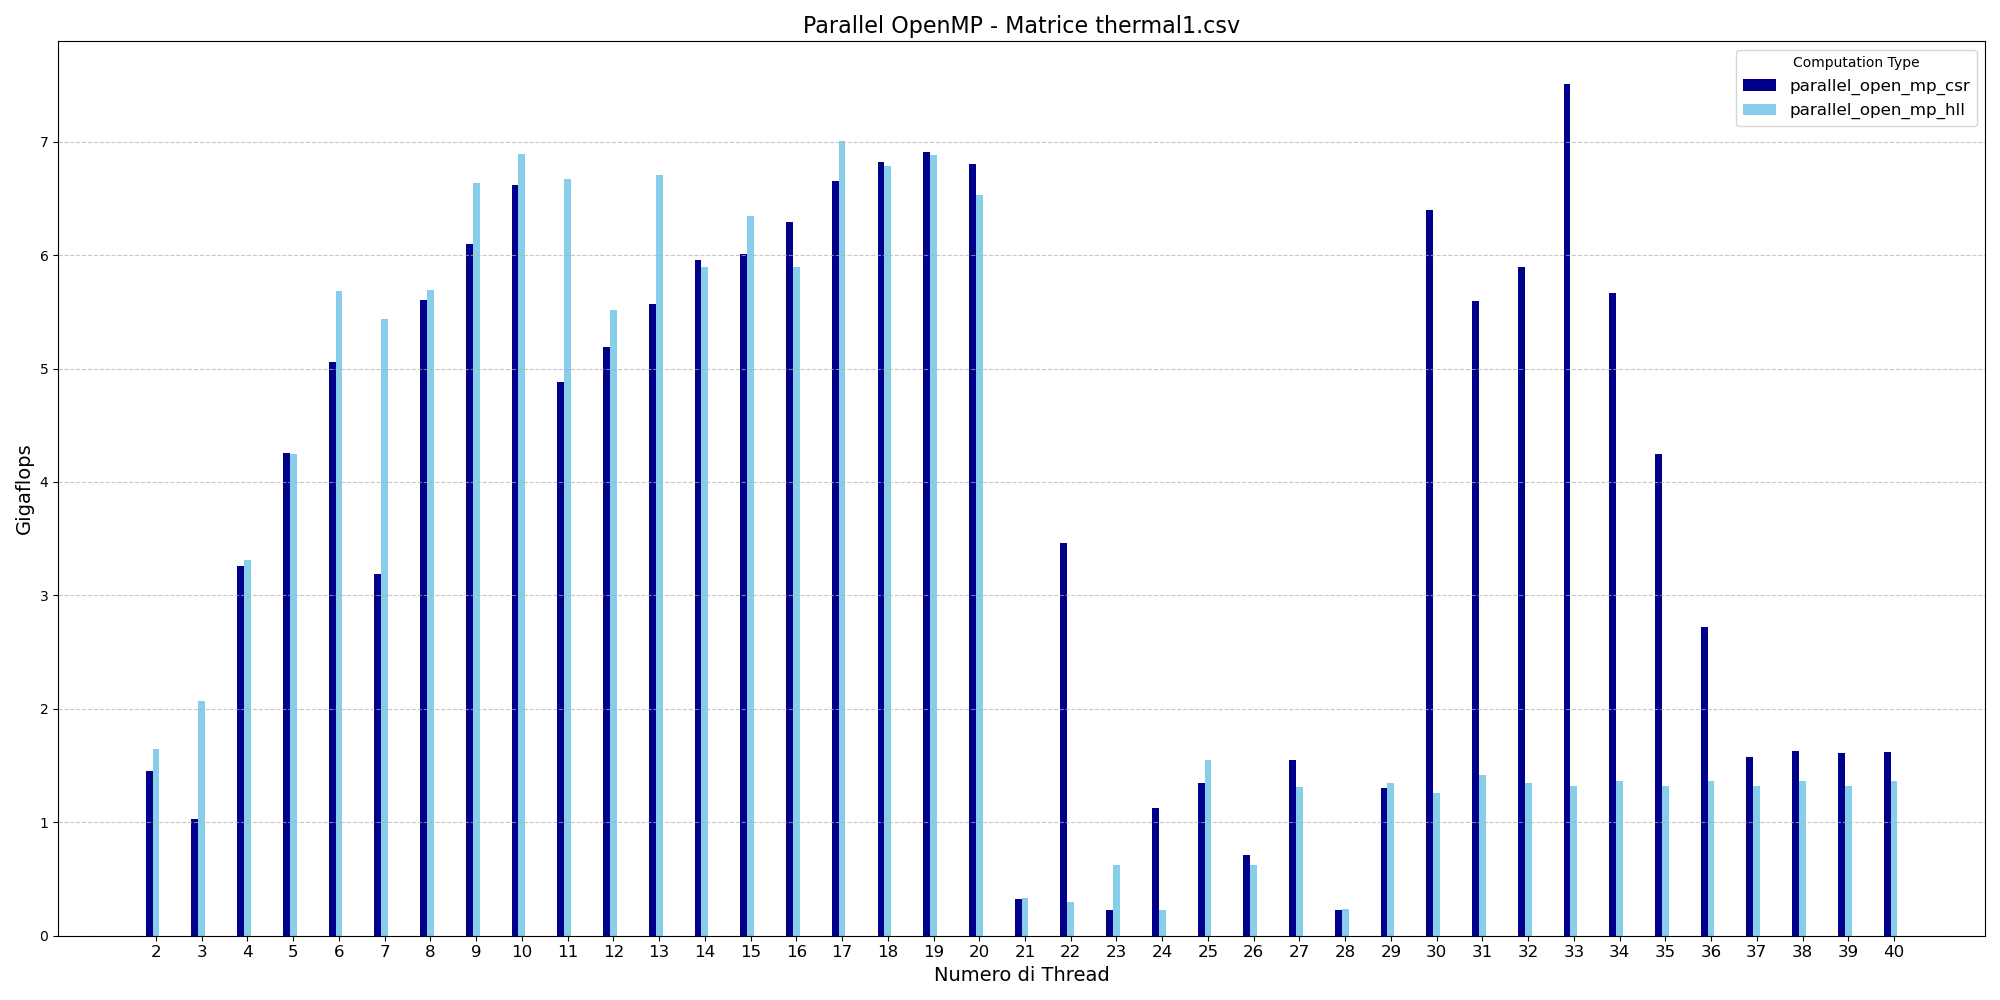 Parallel OpenMP - Matrice thermal1.csv
Computation Type
parallel_open_mp_csr
parallel_open_mp_hll
Gigaflops
7
6
5
4
3
2
1
0
2 3 4 5 6 7 8 9 10 11 12 13 14 15 16 17 18 19 20 21 22 23 24 25 26 27 28 29 30 31 32 33 34 35 36 37 38 39 40
Numero di Thread